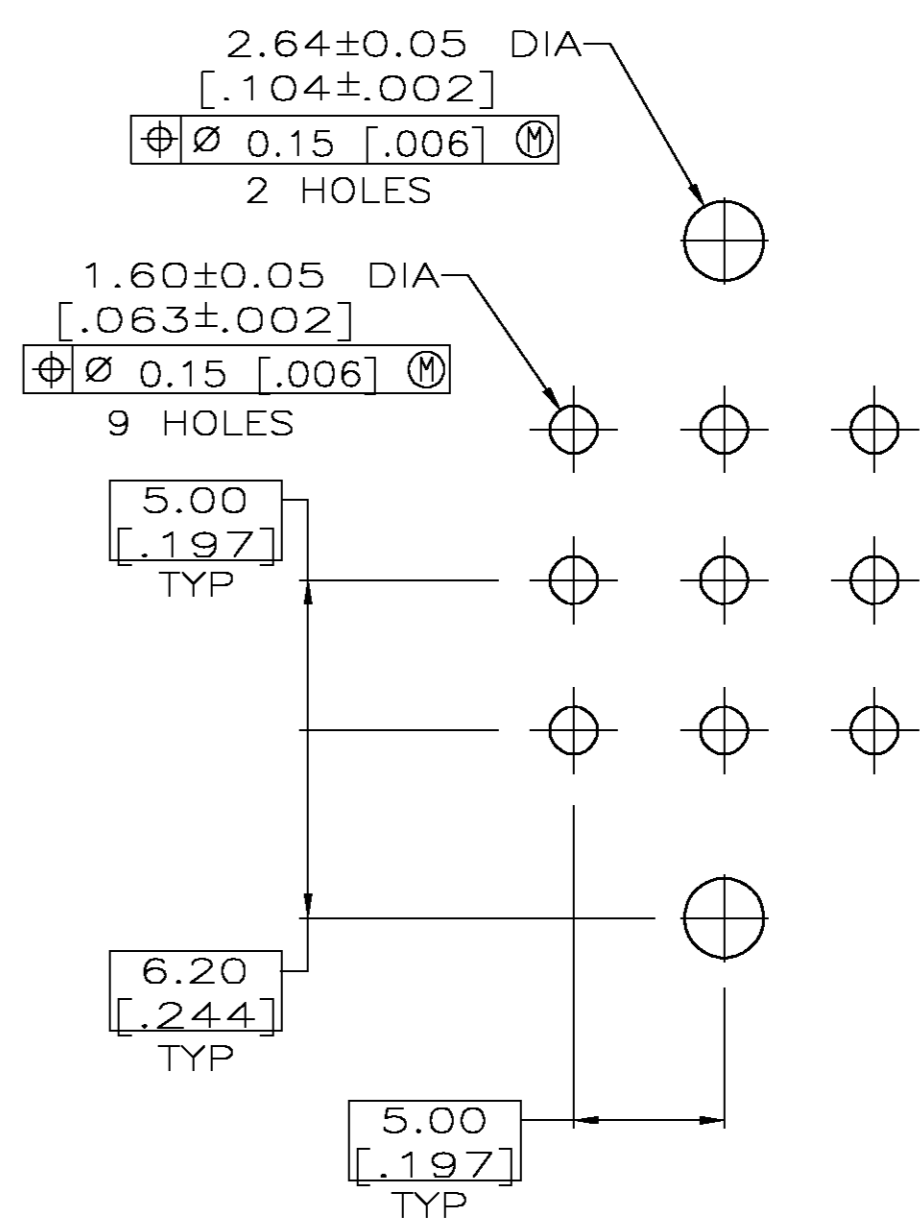 2.64±0.05 DIA
[.104±.002]
⌖ ⌀ 0.15 [.006] Ⓜ
2 HOLES
1.60±0.05 DIA
[.063±.002]
⌖ ⌀ 0.15 [.006] Ⓜ
9 HOLES
5.00
[.197]
TYP
6.20
[.244]
TYP
5.00
[.197]
TYP